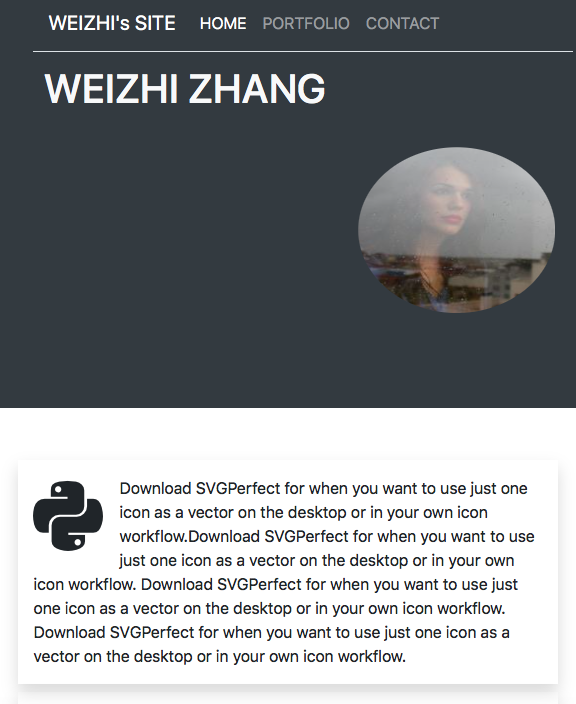 WEIZHI's SITE HOME PORTFOLIO CONTACT
WEIZHI ZHANG
Download SVGPerfect for when you want to use just one
icon as a vector on the desktop or in your own icon
workflow.Download SVGPerfect for when you want to use
just one icon as a vector on the desktop or in your own
icon workflow. Download SVGPerfect for when you want to use just
one icon as a vector on the desktop or in your own icon workflow.
Download SVGPerfect for when you want to use just one icon as a
vector on the desktop or in your own icon workflow.